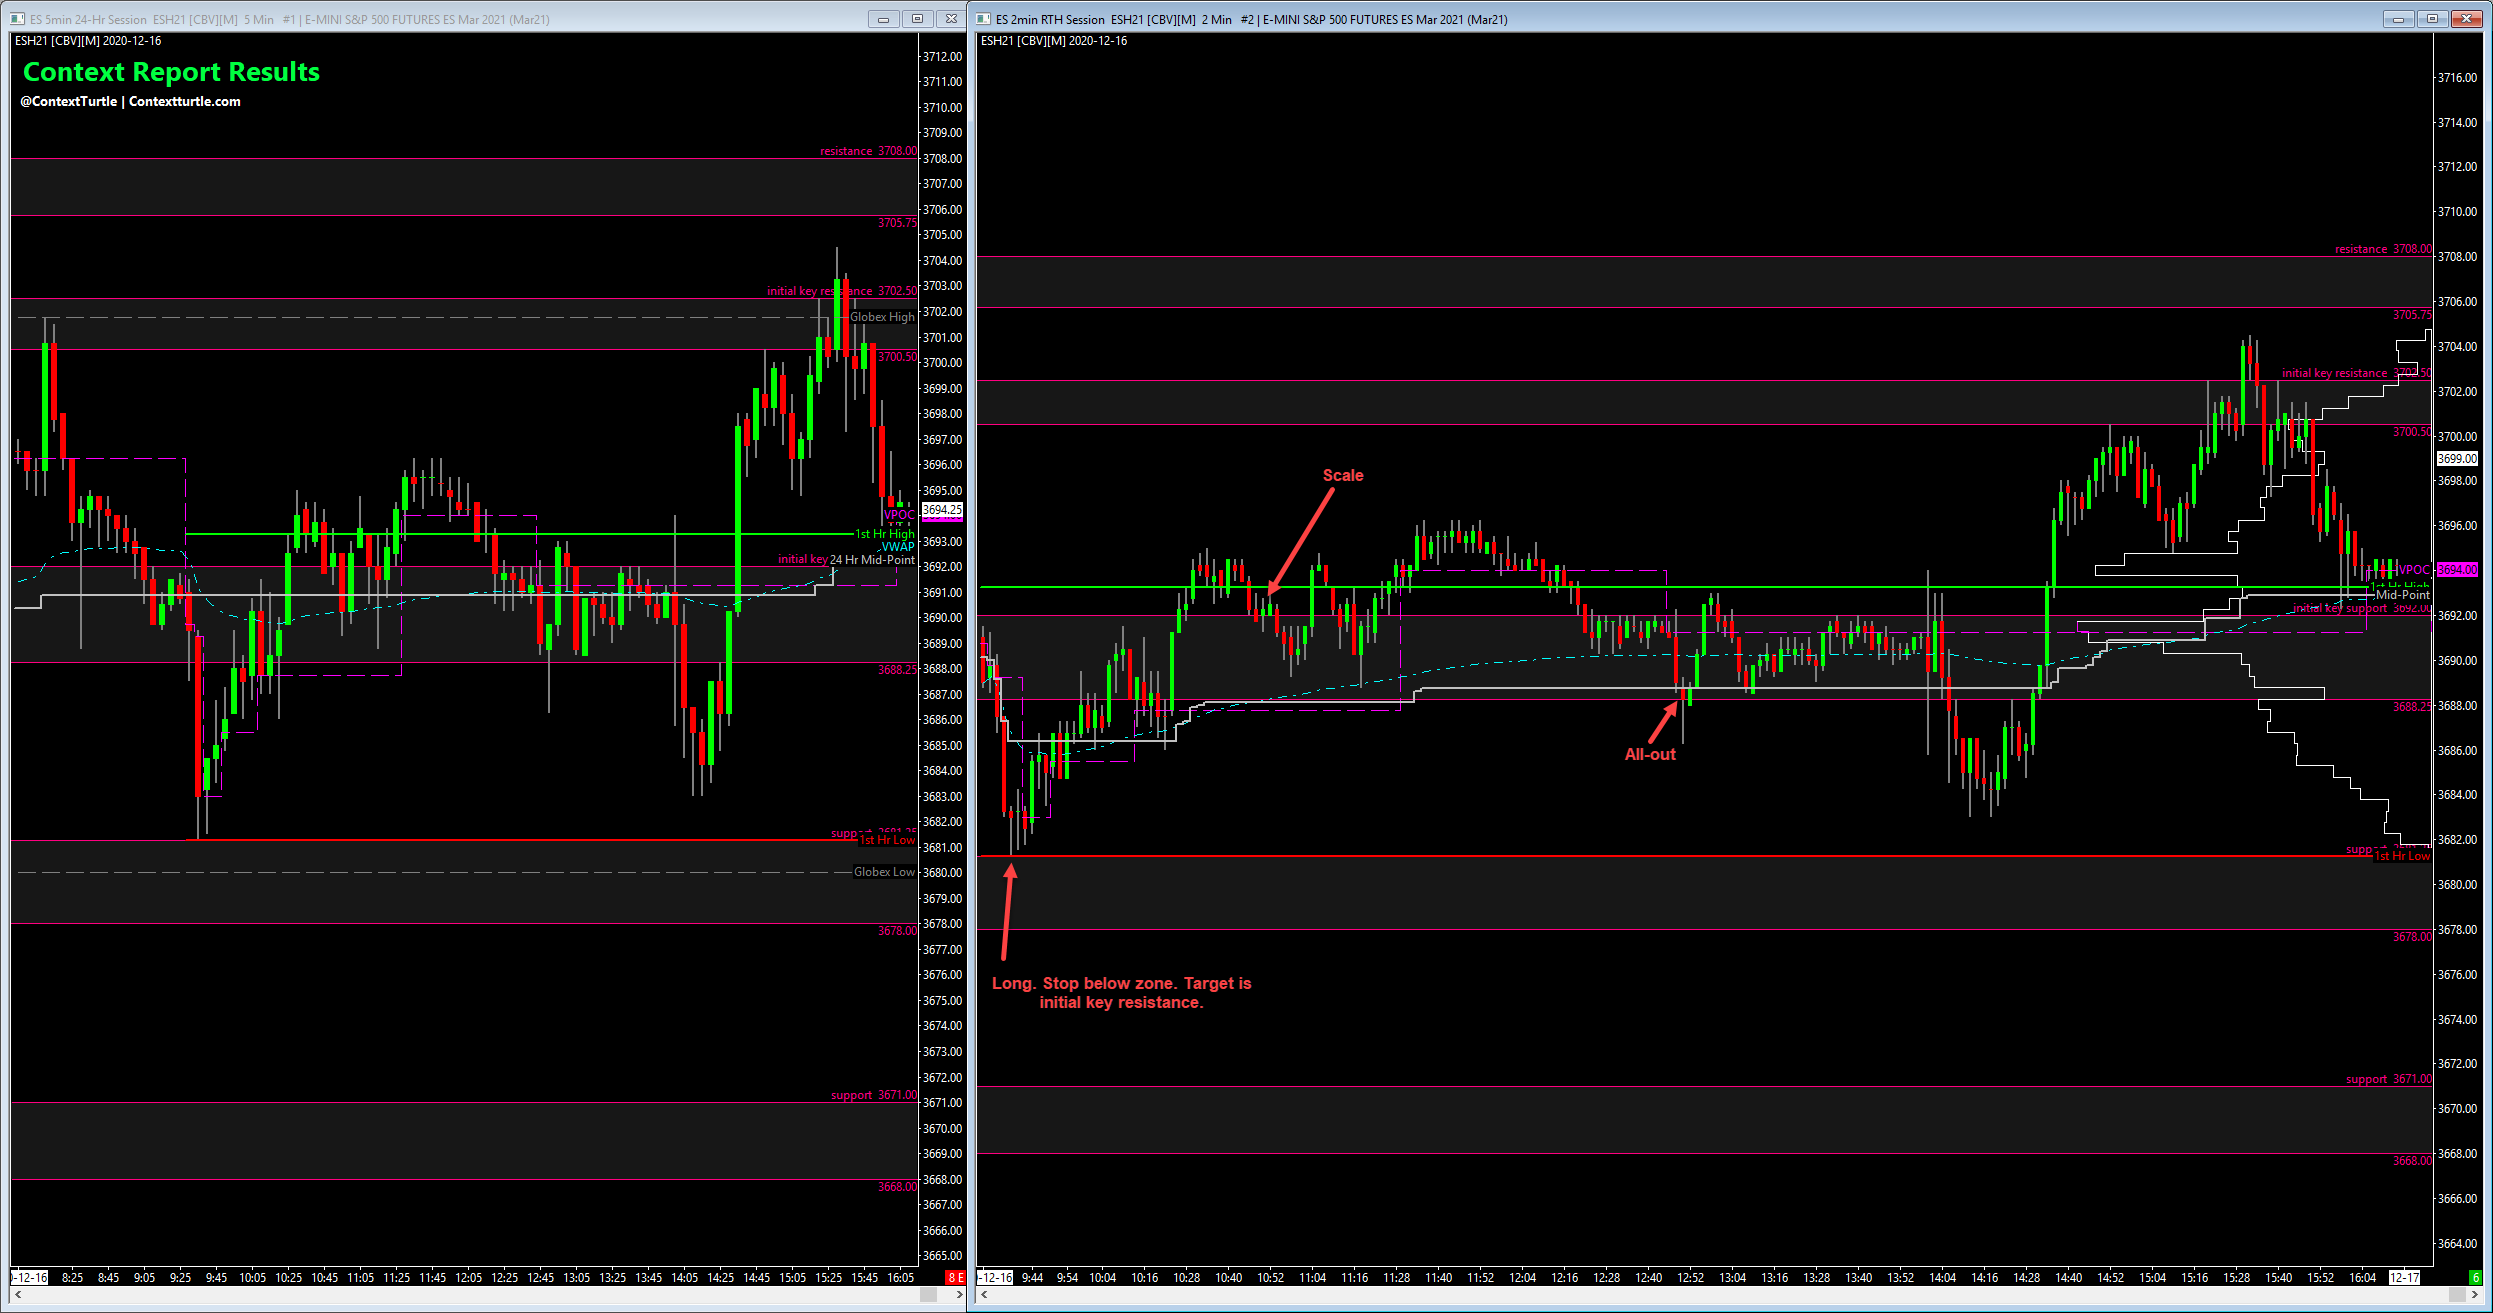 ES 5min 24-Hr Session  ESH21 [CBV][M]  5 Min  #1 | E-MINI S&P 500 FUTURES ES Mar 2021 (Mar21)
ESH21 [CBV][M] 2020-12-16
Context Report Results
@ContextTurtle | Contextturtle.com
3712.00
3711.00
3710.00
3709.00
resistance 3708.00
3708.00
3707.00
3706.00
3705.75
3705.00
3704.00
3703.00
initial key resistance 3702.50
3702.00
Globex High
3701.00
3700.50
3700.00
3699.00
3698.00
3697.00
3696.00
3695.00
3694.25
VPOC
1st Hr High
3693.00
VWAP
initial key
24 Hr Mid-Point
3692.00
3691.00
3690.00
3689.00
3688.25
3688.00
3687.00
3686.00
3685.00
3684.00
3683.00
3682.00
support
1st Hr Low
3681.00
Globex Low
3680.00
3679.00
3678.00
3678.00
3677.00
3676.00
3675.00
3674.00
3673.00
3672.00
support 3671.00
3671.00
3670.00
3669.00
3668.00
3668.00
3667.00
3666.00
3665.00
-12-16 8:25 8:45 9:05 9:25 9:45 10:05 10:25 10:45 11:05 11:25 11:45 12:05 12:25 12:45 13:05 13:25 13:45 14:05 14:25 14:45 15:05 15:25 15:45 16:05
8 E
ES 2min RTH Session  ESH21 [CBV][M]  2 Min  #2 | E-MINI S&P 500 FUTURES ES Mar 2021 (Mar21)
ESH21 [CBV][M] 2020-12-16
3716.00
3714.00
3712.00
3710.00
resistance 3708.00
3708.00
3706.00
3705.75
3704.00
initial key resistance 3702.50
3702.00
3700.50
3700.00
3699.00
3698.00
Scale
3696.00
VPOC
3694.00
1st Hr High
Mid-Point
initial key support 3692.00
3692.00
3690.00
3688.25
3688.00
All-out
3686.00
3684.00
3682.00
support
1st Hr Low
3680.00
3678.00
3678.00
Long. Stop below zone. Target is
initial key resistance.
3676.00
3674.00
3672.00
support 3671.00
3670.00
3668.00
3668.00
3666.00
3664.00
-12-16 9:44 9:54 10:04 10:16 10:28 10:40 10:52 11:04 11:16 11:28 11:40 11:52 12:04 12:16 12:28 12:40 12:52 13:04 13:16 13:28 13:40 13:52 14:04 14:16 14:28 14:40 14:52 15:04 15:16 15:28 15:40 15:52 16:04 12-17
6